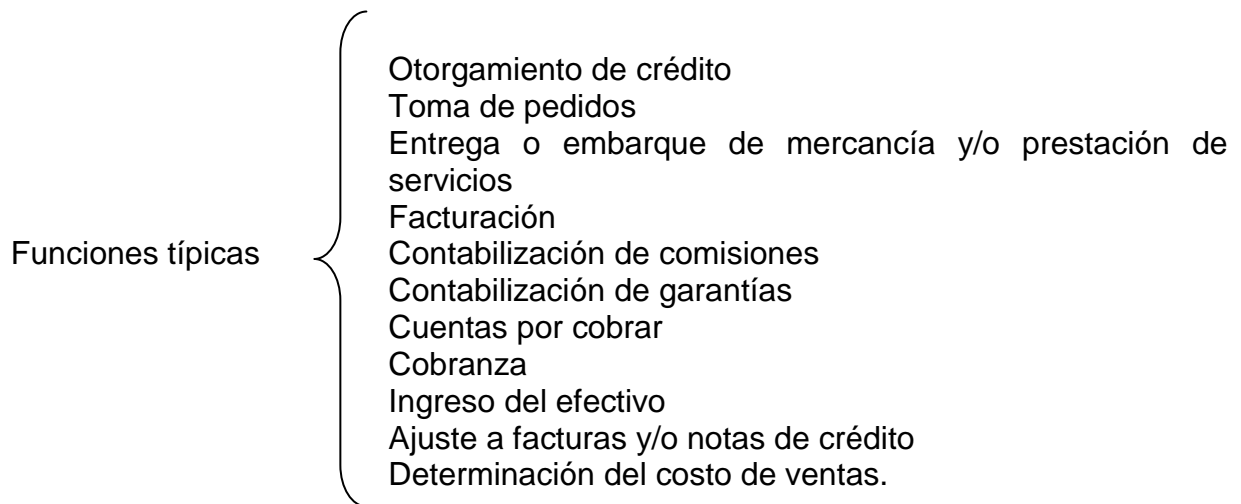 Otorgamiento de crédito
Toma de pedidos
Entrega o embarque de mercancía y/o prestación de
servicios
Facturación
Funciones típicas
Contabilización de comisiones
Contabilización de garantías
Cuentas por cobrar
Cobranza
Ingreso del efectivo
Ajuste a facturas y/o notas de crédito
Determinación del costo de ventas.